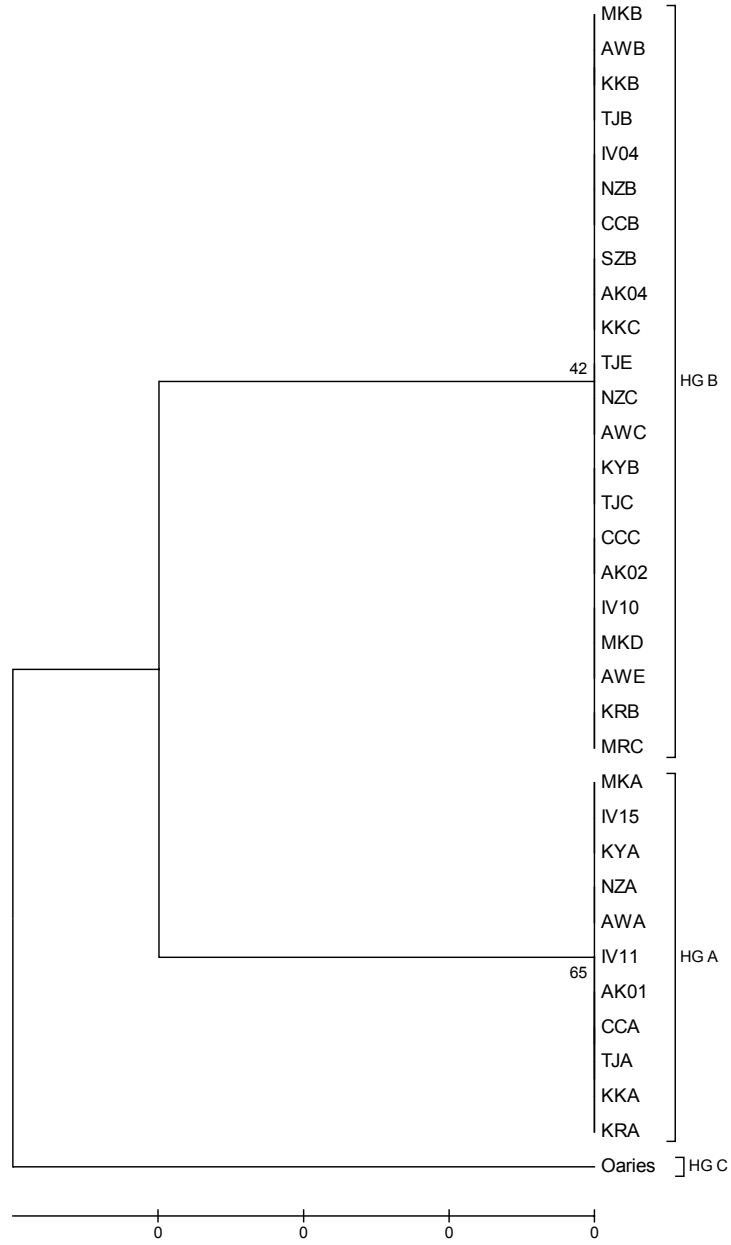 MKB
AWB
KKB
TJB
IV04
NZB
CCB
SZB
AK04
KKC
TJE
42
HG B
NZC
AWC
KYB
TJC
CCC
AK02
IV10
MKD
AWE
KRB
MRC
MKA
IV15
KYA
NZA
AWA
IV11
HG A
65
AK01
CCA
TJA
KKA
KRA
Oaries HG C
0 0 0 0